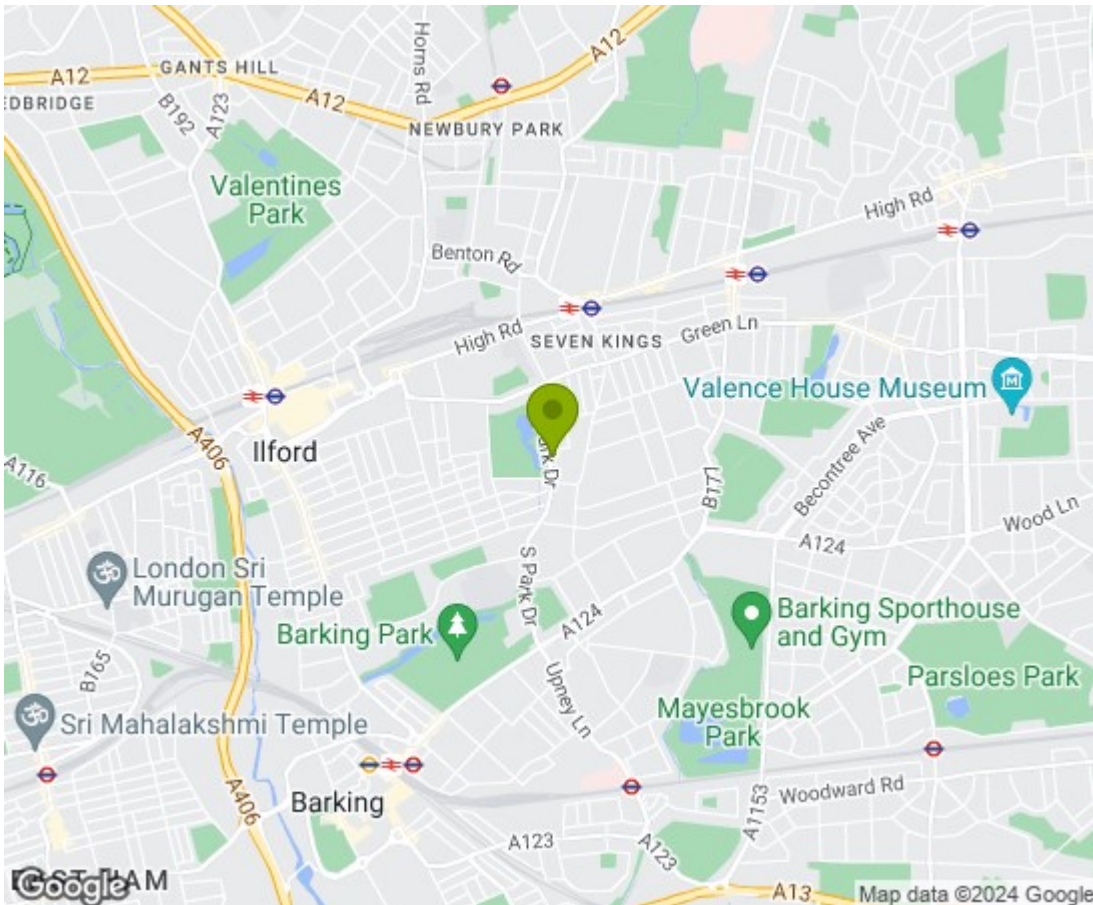 A12
Horns Rd
A12
GANTS HILL
A12
EDBRIDGE
B192
A123
NEWBURY PARK
Valentines
Park
High Rd
Benton Rd
High Rd
SEVEN KINGS
Green Ln
Valence House Museum
A406
Ilford
A116
Dr
B177
Becontree Ave
Wood Ln
A124
London Sri
Murugan Temple
S Park Dr
A124
Barking Sporthouse
and Gym
Barking Park
B165
Upney Ln
Parsloes Park
Mayesbrook
Park
Sri Mahalakshmi Temple
A406
Barking
Woodward Rd
A1153
A123
A123
A13
Google
Map data ©2024 Google